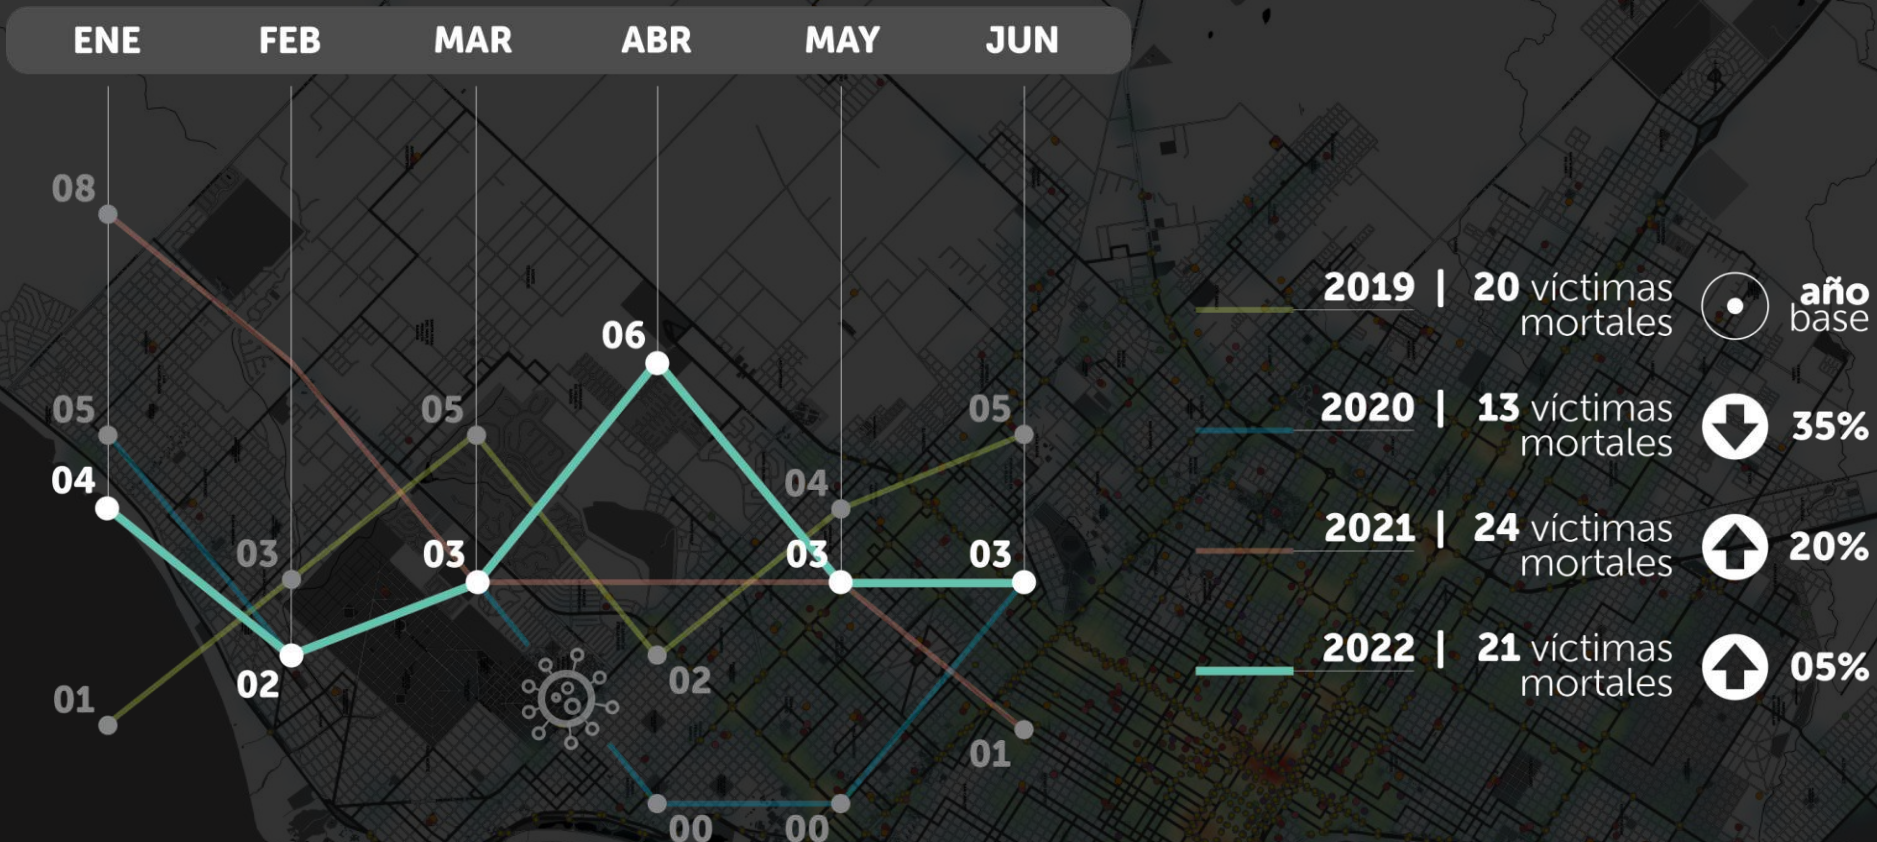 ENE FEB MAR ABR MAY JUN
08
06
05 05 05
04 04
03 03 03 03
02 02
01 01
00 00
2019 | 20 víctimas
mortales
año
base
2020 | 13 víctimas
mortales
35%
2021 | 24 víctimas
mortales
20%
2022 | 21 víctimas
mortales
05%